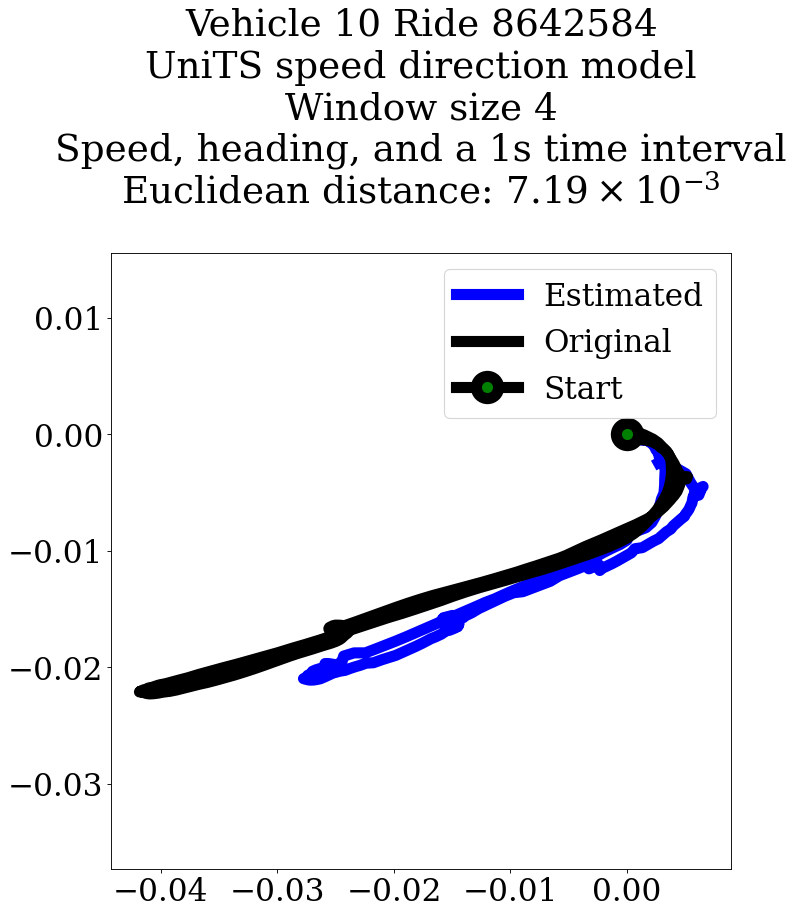 Vehicle 10 Ride 8642584
UniTS speed direction model
Window size 4
Speed, heading, and a 1s time interval
Euclidean distance: 7.19 × 10⁻³
Estimated
Original
Start
0.01
0.00
−0.01
−0.02
−0.03
−0.04 −0.03 −0.02 −0.01 0.00